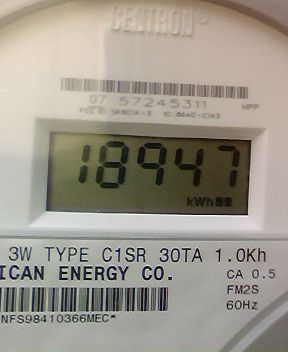 CENTRON®
07 57245311 HPP
18947
kWh
3W TYPE C1SR 30TA 1.0Kh
ICAN ENERGY CO. CA 0.5
FM2S
NFS98410366MEC* 60Hz